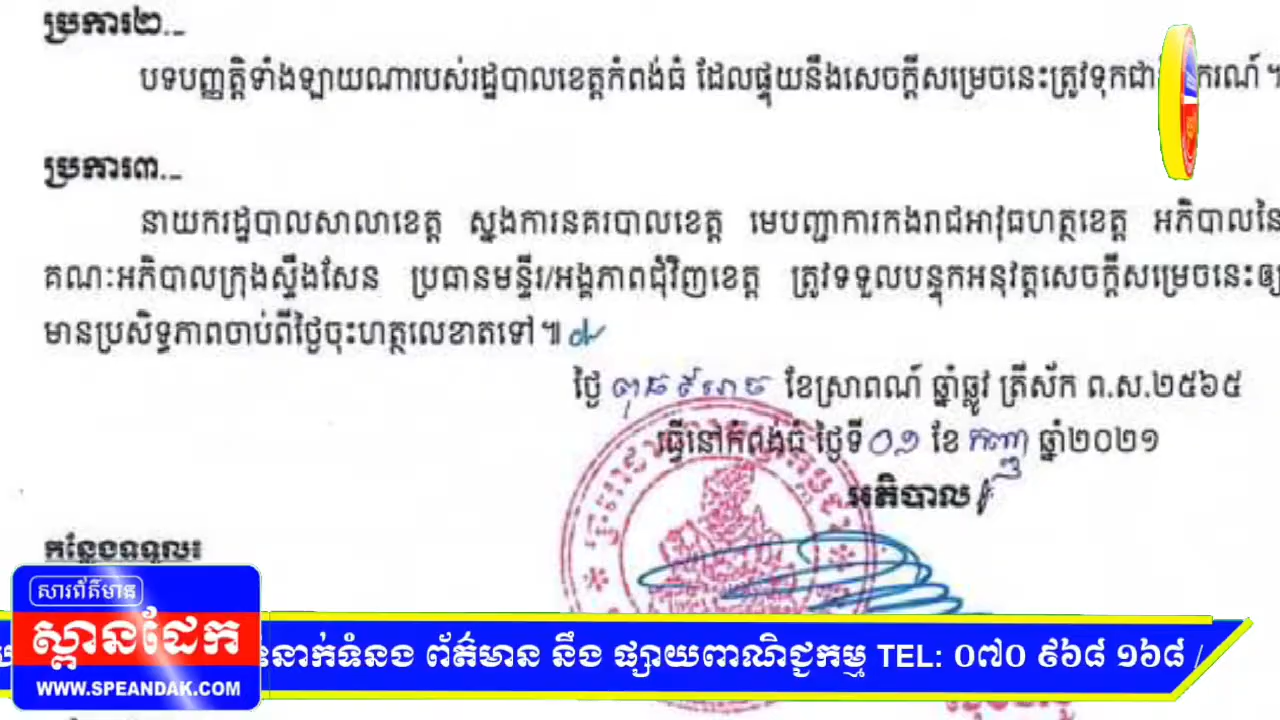 ប្រការ២._
បទបញ្ញត្តិទាំងឡាយណារបស់រដ្ឋបាលខេត្តកំពង់ធំ ដែលផ្ទុយនឹងសេចក្តីសម្រេចនេះត្រូវទុកជា ករណ៍។
ប្រការ៣._
នាយករដ្ឋបាលសាលាខេត្ត ស្នងការនគរបាលខេត្ត មេបញ្ជាការកងរាជអាវុធហត្ថខេត្ត អភិបាលនៃ
គណៈអភិបាលក្រុងស្ទឹងសែន ប្រធានមន្ទីរ/អង្គភាពជុំវិញខេត្ត ត្រូវទទួលបន្ទុកអនុវត្តសេចក្តីសម្រេចនេះឲ្យ
មានប្រសិទ្ធភាពចាប់ពីថ្ងៃចុះហត្ថលេខាតទៅ៕
ថ្ងៃ ពុធ ៩រោច ខែស្រាពណ៍ ឆ្នាំឆ្លូវ ត្រីស័ក ព.ស.២៥៦៥
ធ្វើនៅកំពង់ធំ ថ្ងៃទី០១ ខែ កញ្ញា ឆ្នាំ២០២១
អភិបាល
កន្លែងទទួល៖
សារព័ត៌មាន
ស្ពានដែក
WWW.SPEANDAK.COM
នាក់ទំនង ព័ត៌មាន នឹង ផ្សាយពាណិជ្ជកម្ម TEL: ០៧០ ៩៦៨ ១៦៨ /